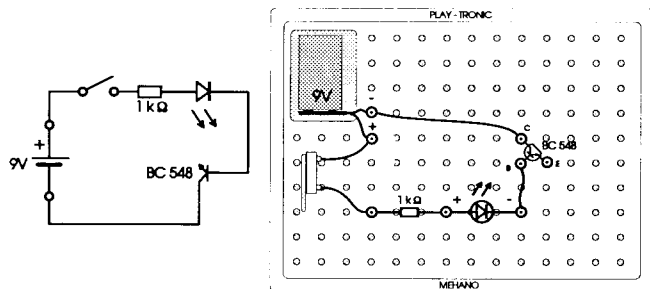 1 kΩ
+
9V
BC 548
PLAY - TRONIC
9V
-
+
C
BC 548
B
E
1 kΩ
+
-
MEHANO